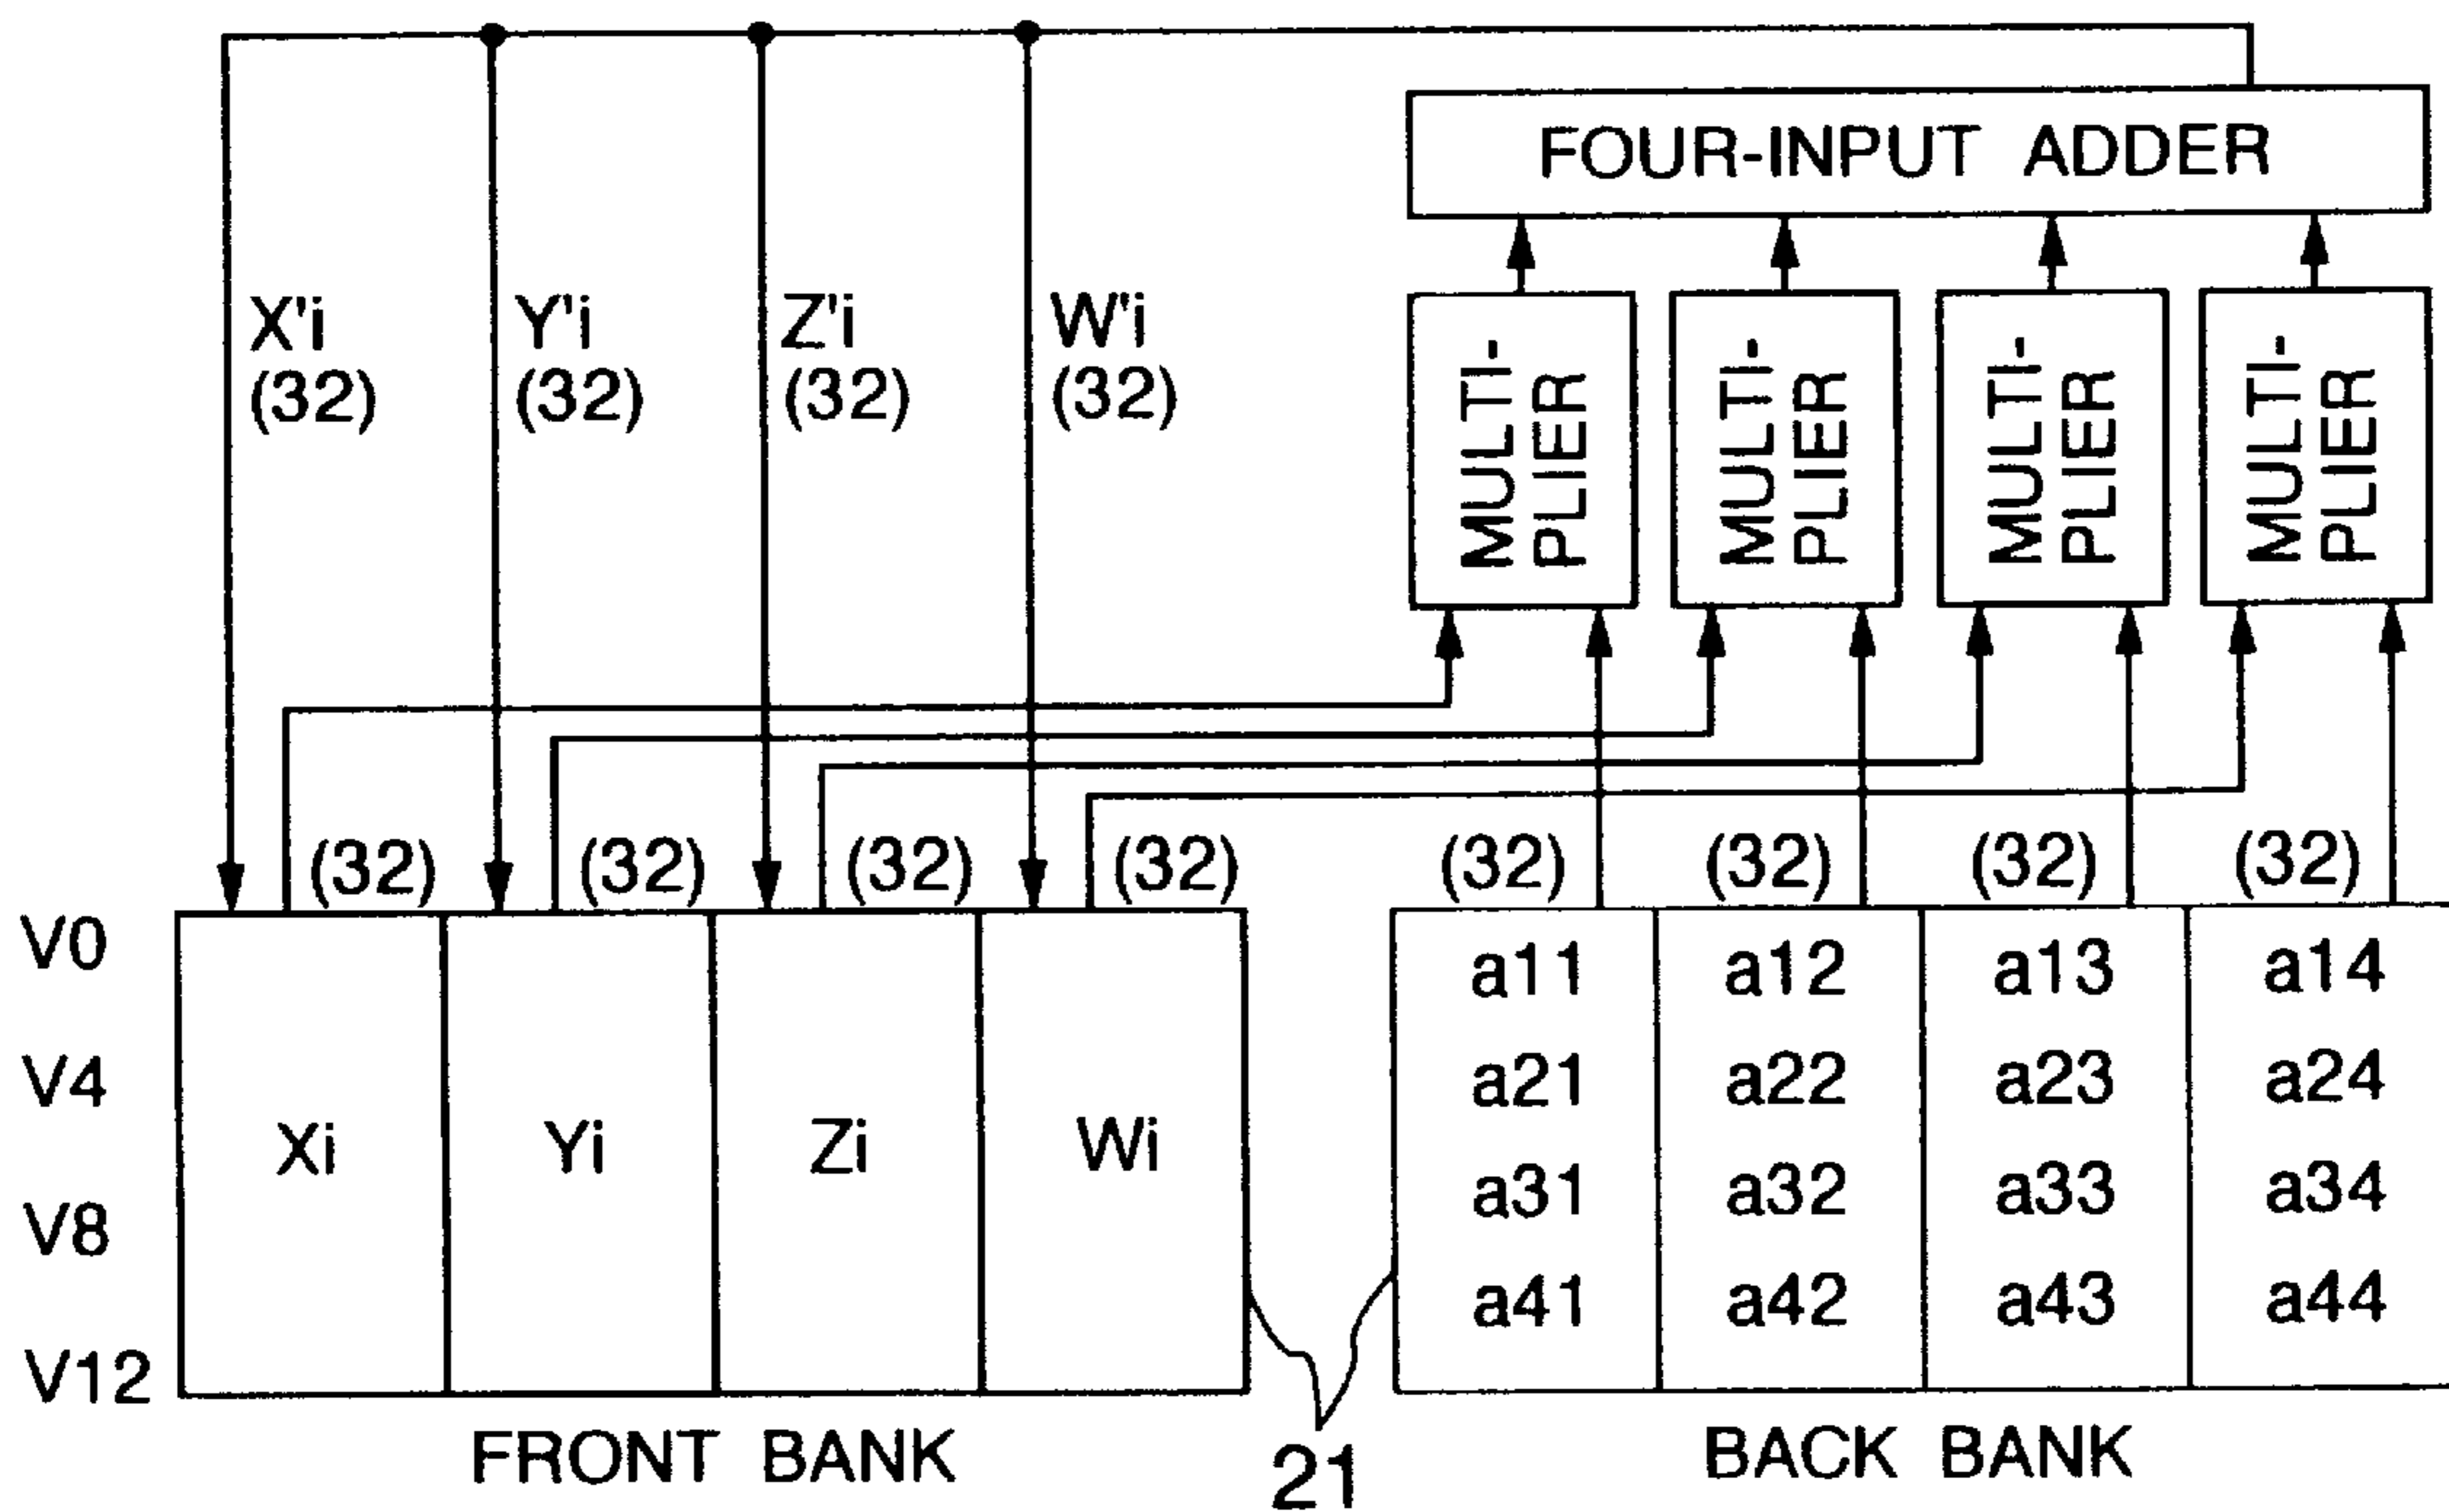 FOUR-INPUT ADDER
X'i
(32)
Y'i
(32)
Z'i
(32)
W'i
(32)
MULTI-
PLIER
MULTI-
PLIER
MULTI-
PLIER
MULTI-
PLIER
(32)
(32)
(32)
(32)
(32)
(32)
(32)
(32)
V0
V4
V8
V12
Xi
Yi
Zi
Wi
a11
a12
a13
a14
a21
a22
a23
a24
a31
a32
a33
a34
a41
a42
a43
a44
FRONT BANK
21
BACK BANK